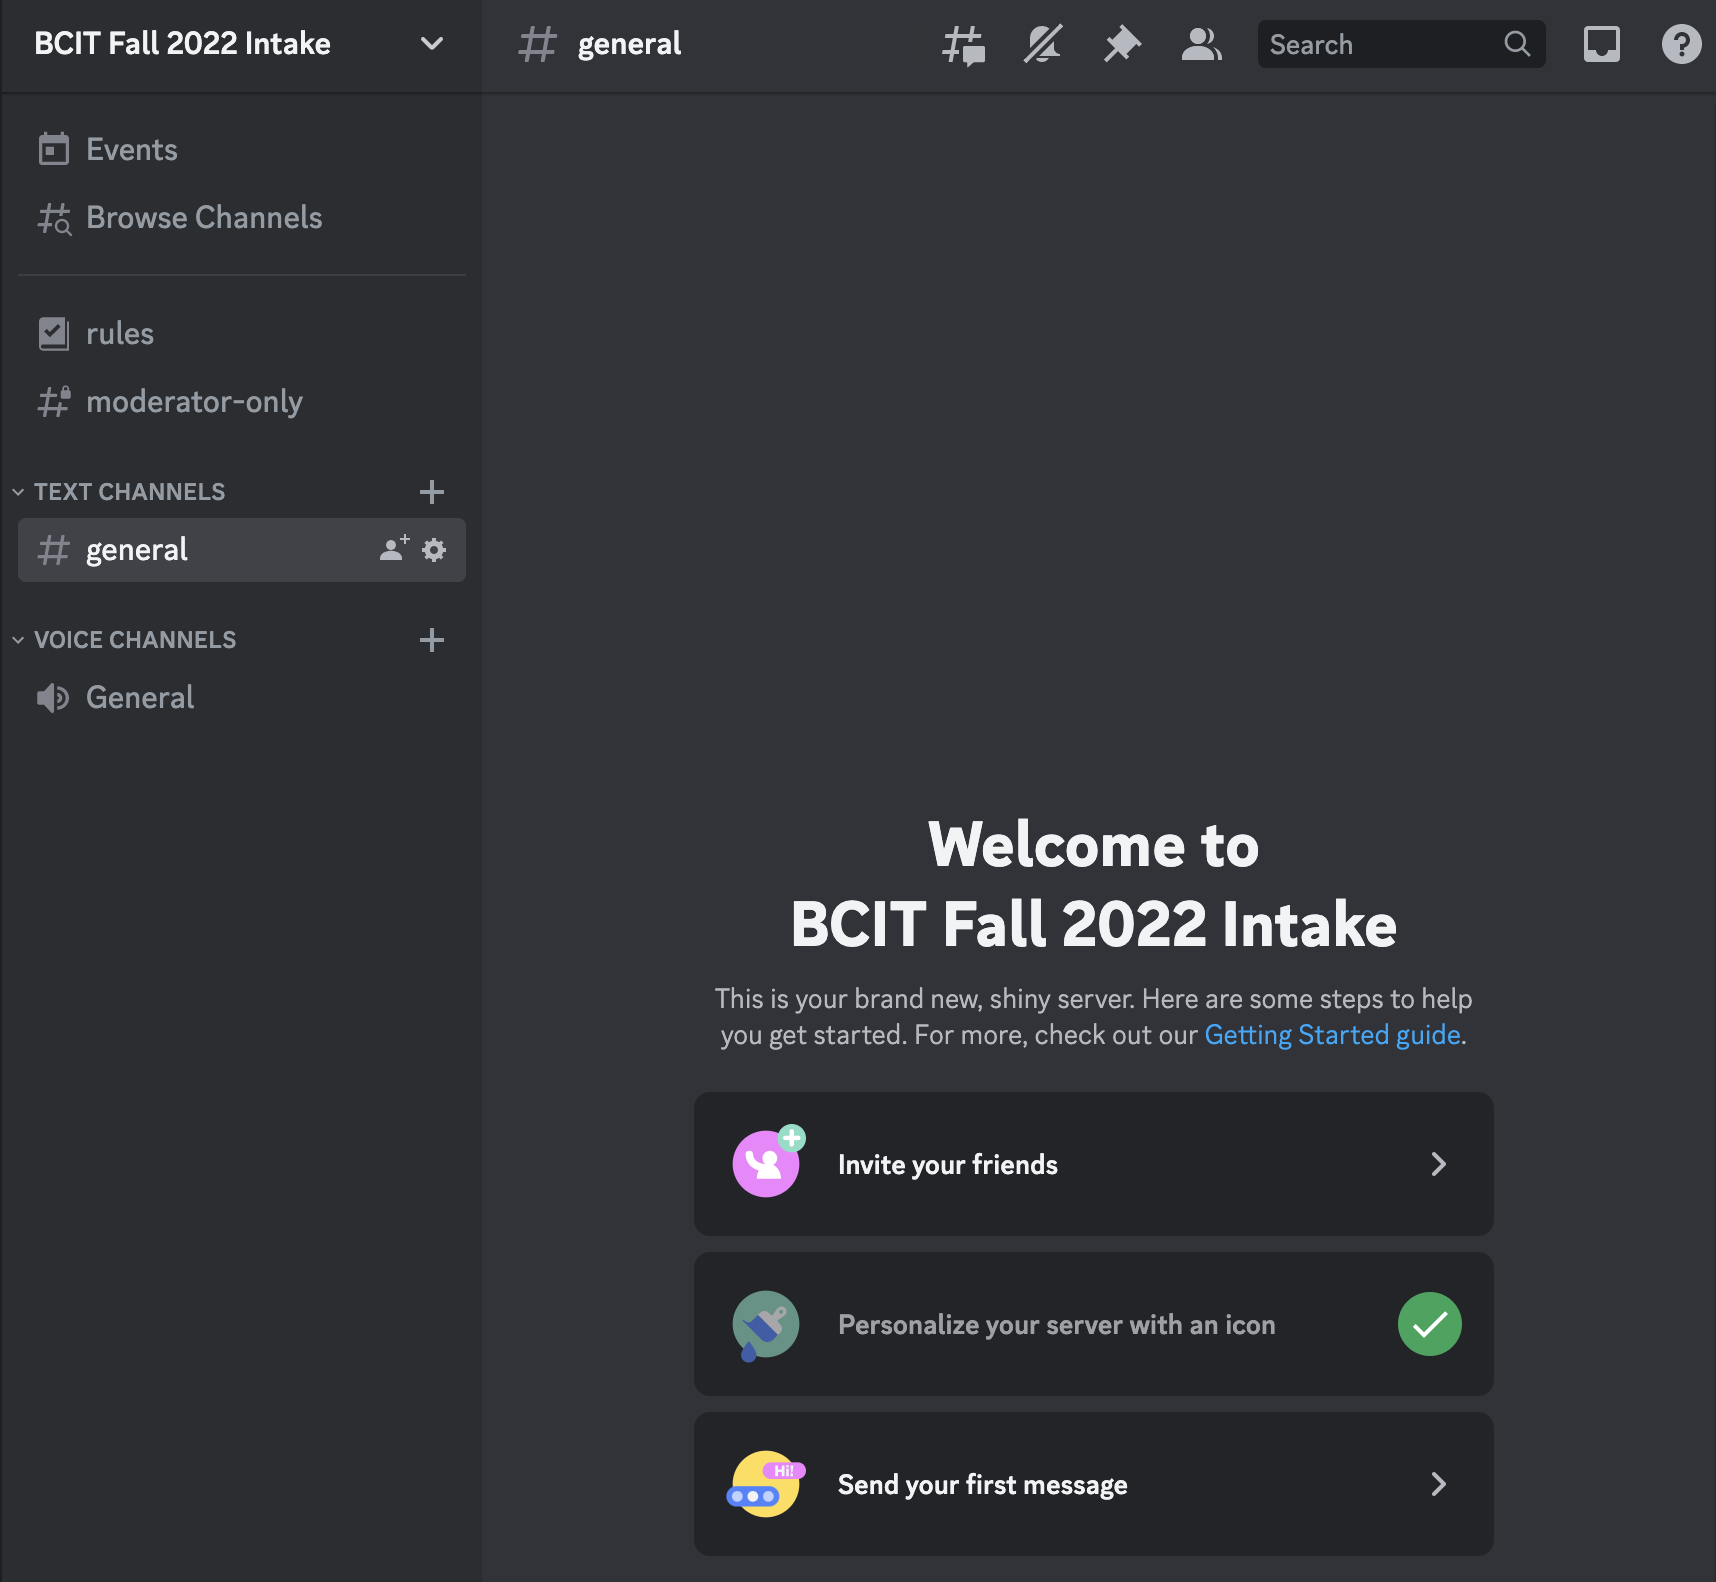 BCIT Fall 2022 Intake
Events
Browse Channels
rules
moderator-only
TEXT CHANNELS
general
VOICE CHANNELS
General
general
Search
Welcome to
BCIT Fall 2022 Intake
This is your brand new, shiny server. Here are some steps to help
you get started. For more, check out our Getting Started guide.
Invite your friends
Personalize your server with an icon
Hi!
Send your first message